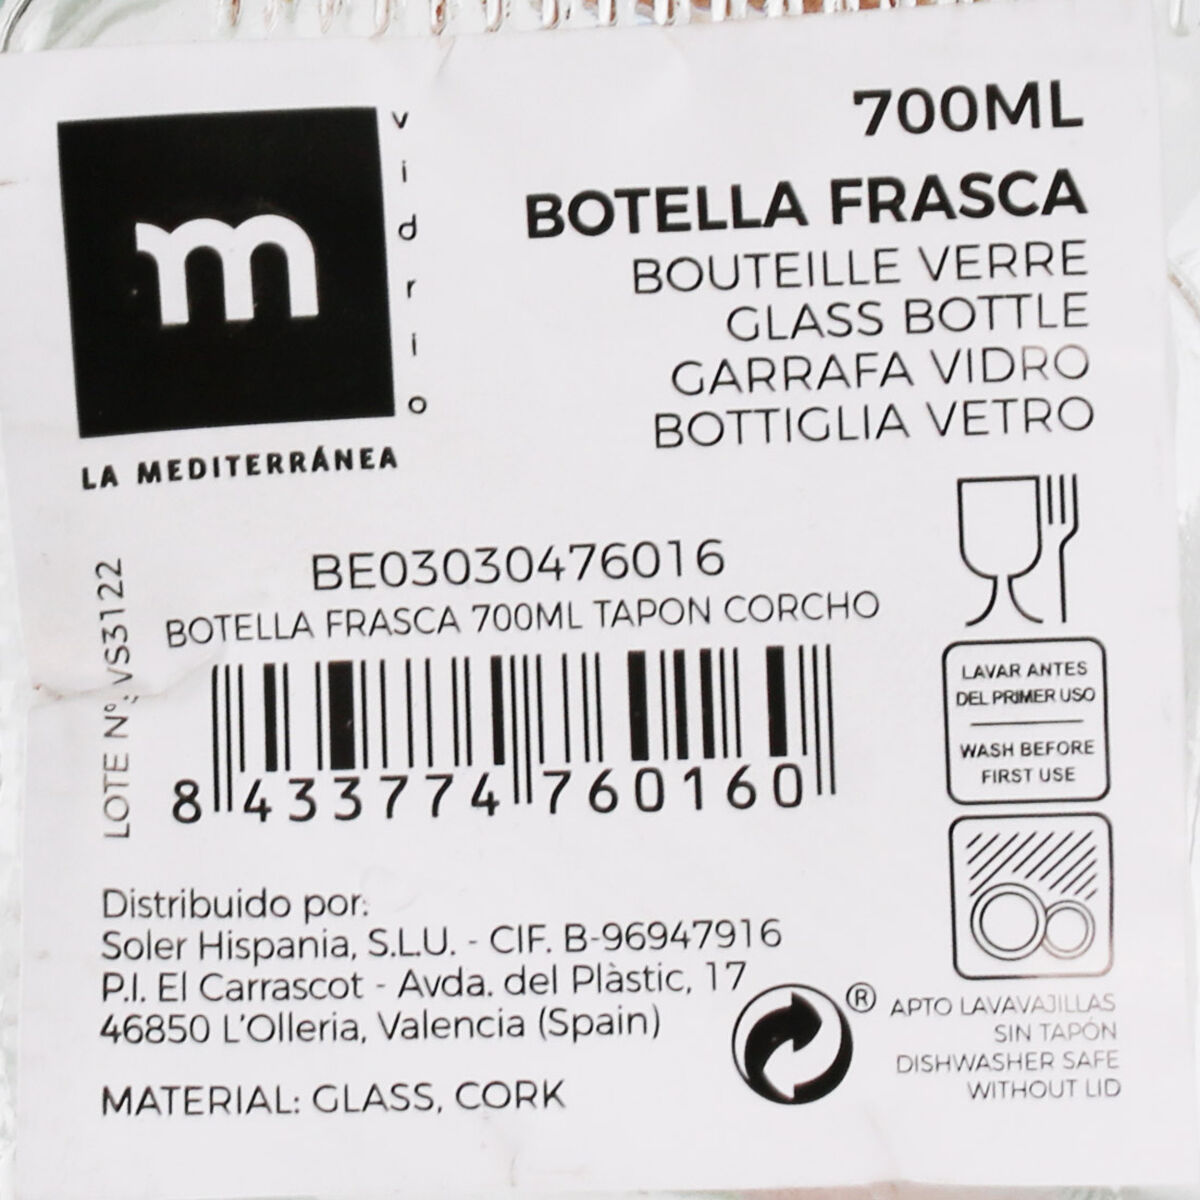 m
vidrio
LA MEDITERRÁNEA
700ML
BOTELLA FRASCA
BOUTEILLE VERRE
GLASS BOTTLE
GARRAFA VIDRO
BOTTIGLIA VETRO
BE03030476016
BOTELLA FRASCA 700ML TAPON CORCHO
LOTE Nº: VS3122
8 433774 760160
LAVAR ANTES
DEL PRIMER USO
WASH BEFORE
FIRST USE
Distribuido por:
Soler Hispania, S.L.U. - CIF. B-96947916
P.I. El Carrascot - Avda. del Plàstic, 17
46850 L'Olleria, Valencia (Spain)
MATERIAL: GLASS, CORK
®
APTO LAVAVAJILLAS
SIN TAPÓN
DISHWASHER SAFE
WITHOUT LID